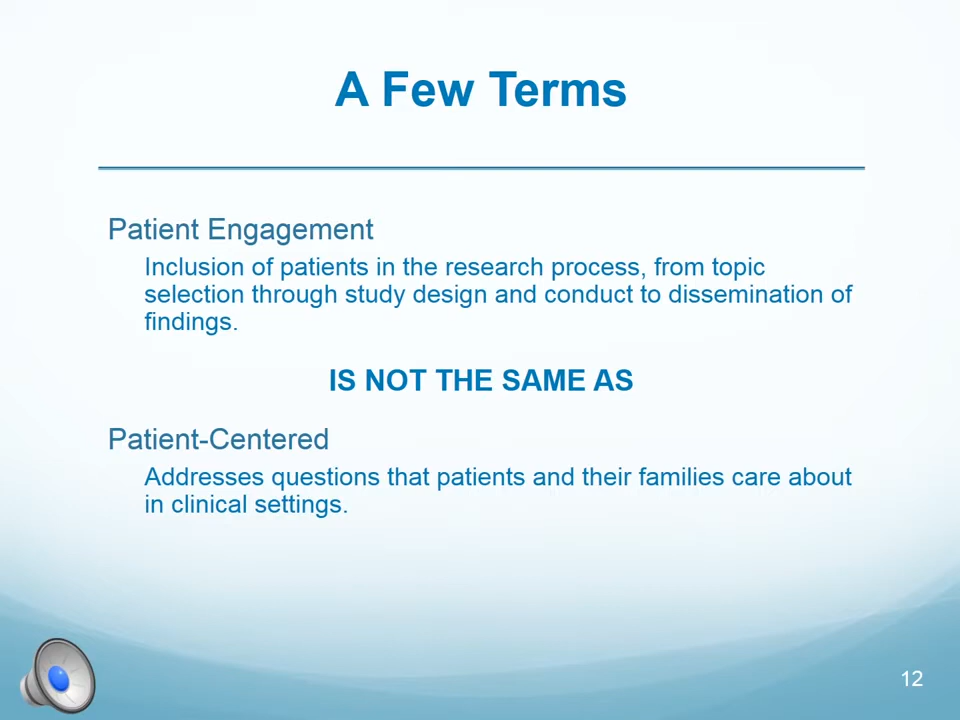 A Few Terms
Patient Engagement
Inclusion of patients in the research process, from topic
selection through study design and conduct to dissemination of
findings.
IS NOT THE SAME AS
Patient-Centered
Addresses questions that patients and their families care about
in clinical settings.
12